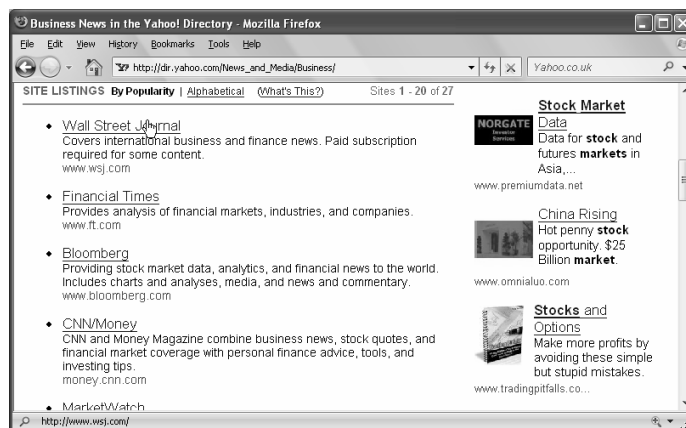 Business News in the Yahoo! Directory - Mozilla Firefox
File Edit View History Bookmarks Tools Help
http://dir.yahoo.com/News_and_Media/Business/
Yahoo.co.uk
SITE LISTINGS By Popularity | Alphabetical (What's This?) Sites 1 - 20 of 27
Wall Street Journal
Covers international business and finance news. Paid subscription
required for some content.
www.wsj.com
Financial Times
Provides analysis of financial markets, industries, and companies.
www.ft.com
Bloomberg
Providing stock market data, analytics, and financial news to the world.
Includes charts and analyses, media, and news and commentary.
www.bloomberg.com
CNN/Money
CNN and Money Magazine combine business news, stock quotes, and
financial market coverage with personal finance advice, tools, and
investing tips.
money.cnn.com
MarketWatch
NORGATE
Investor
Services
Stock Market
Data
Data for stock and
futures markets in
Asia,...
www.premiumdata.net
China Rising
Hot penny stock
opportunity. $25
Billion market.
www.omnialuo.com
Stocks and
Options
Make more profits by
avoiding these simple
but stupid mistakes.
www.tradingpitfalls.co...
http://www.wsj.com/